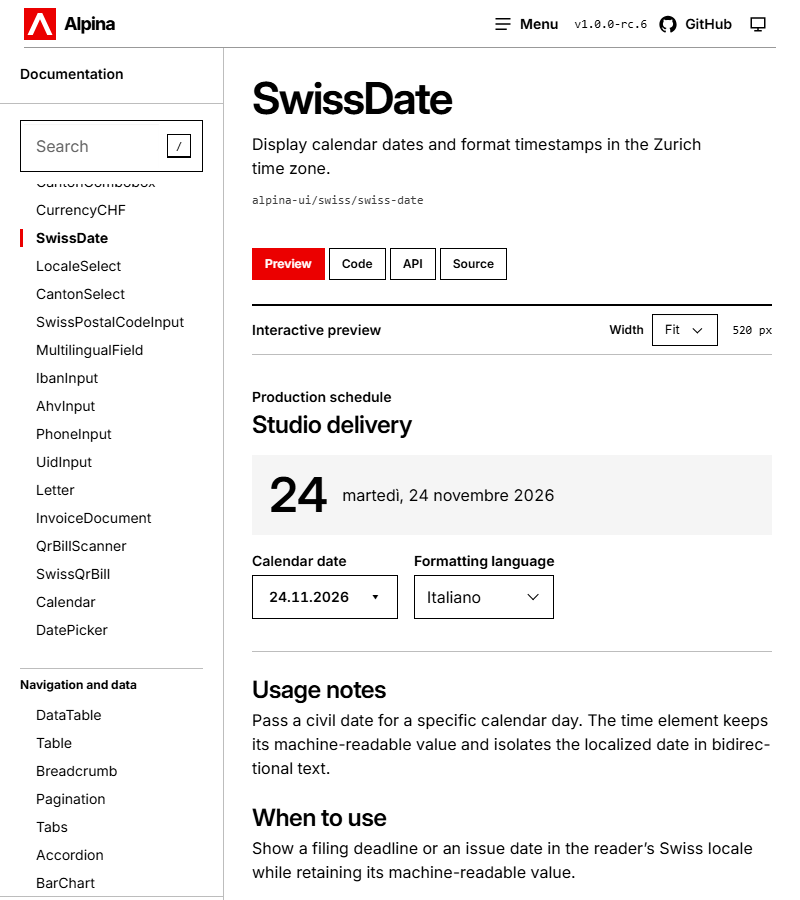 Alpina
Menu
v1.0.0-rc.6
GitHub
Documentation
Search
/
CurrencyCHF
SwissDate
LocaleSelect
CantonSelect
SwissPostalCodeInput
MultilingualField
IbanInput
AhvInput
PhoneInput
UidInput
Letter
InvoiceDocument
QrBillScanner
SwissQrBill
Calendar
DatePicker
Navigation and data
DataTable
Table
Breadcrumb
Pagination
Tabs
Accordion
BarChart
SwissDate
Display calendar dates and format timestamps in the Zurich
time zone.
alpina-ui/swiss/swiss-date
Preview
Code
API
Source
Interactive preview
Width
Fit
520 px
Production schedule
Studio delivery
24
martedì, 24 novembre 2026
Calendar date
Formatting language
24.11.2026
Italiano
Usage notes
Pass a civil date for a specific calendar day. The time element keeps
its machine-readable value and isolates the localized date in bidirec-
tional text.
When to use
Show a filing deadline or an issue date in the reader’s Swiss locale
while retaining its machine-readable value.